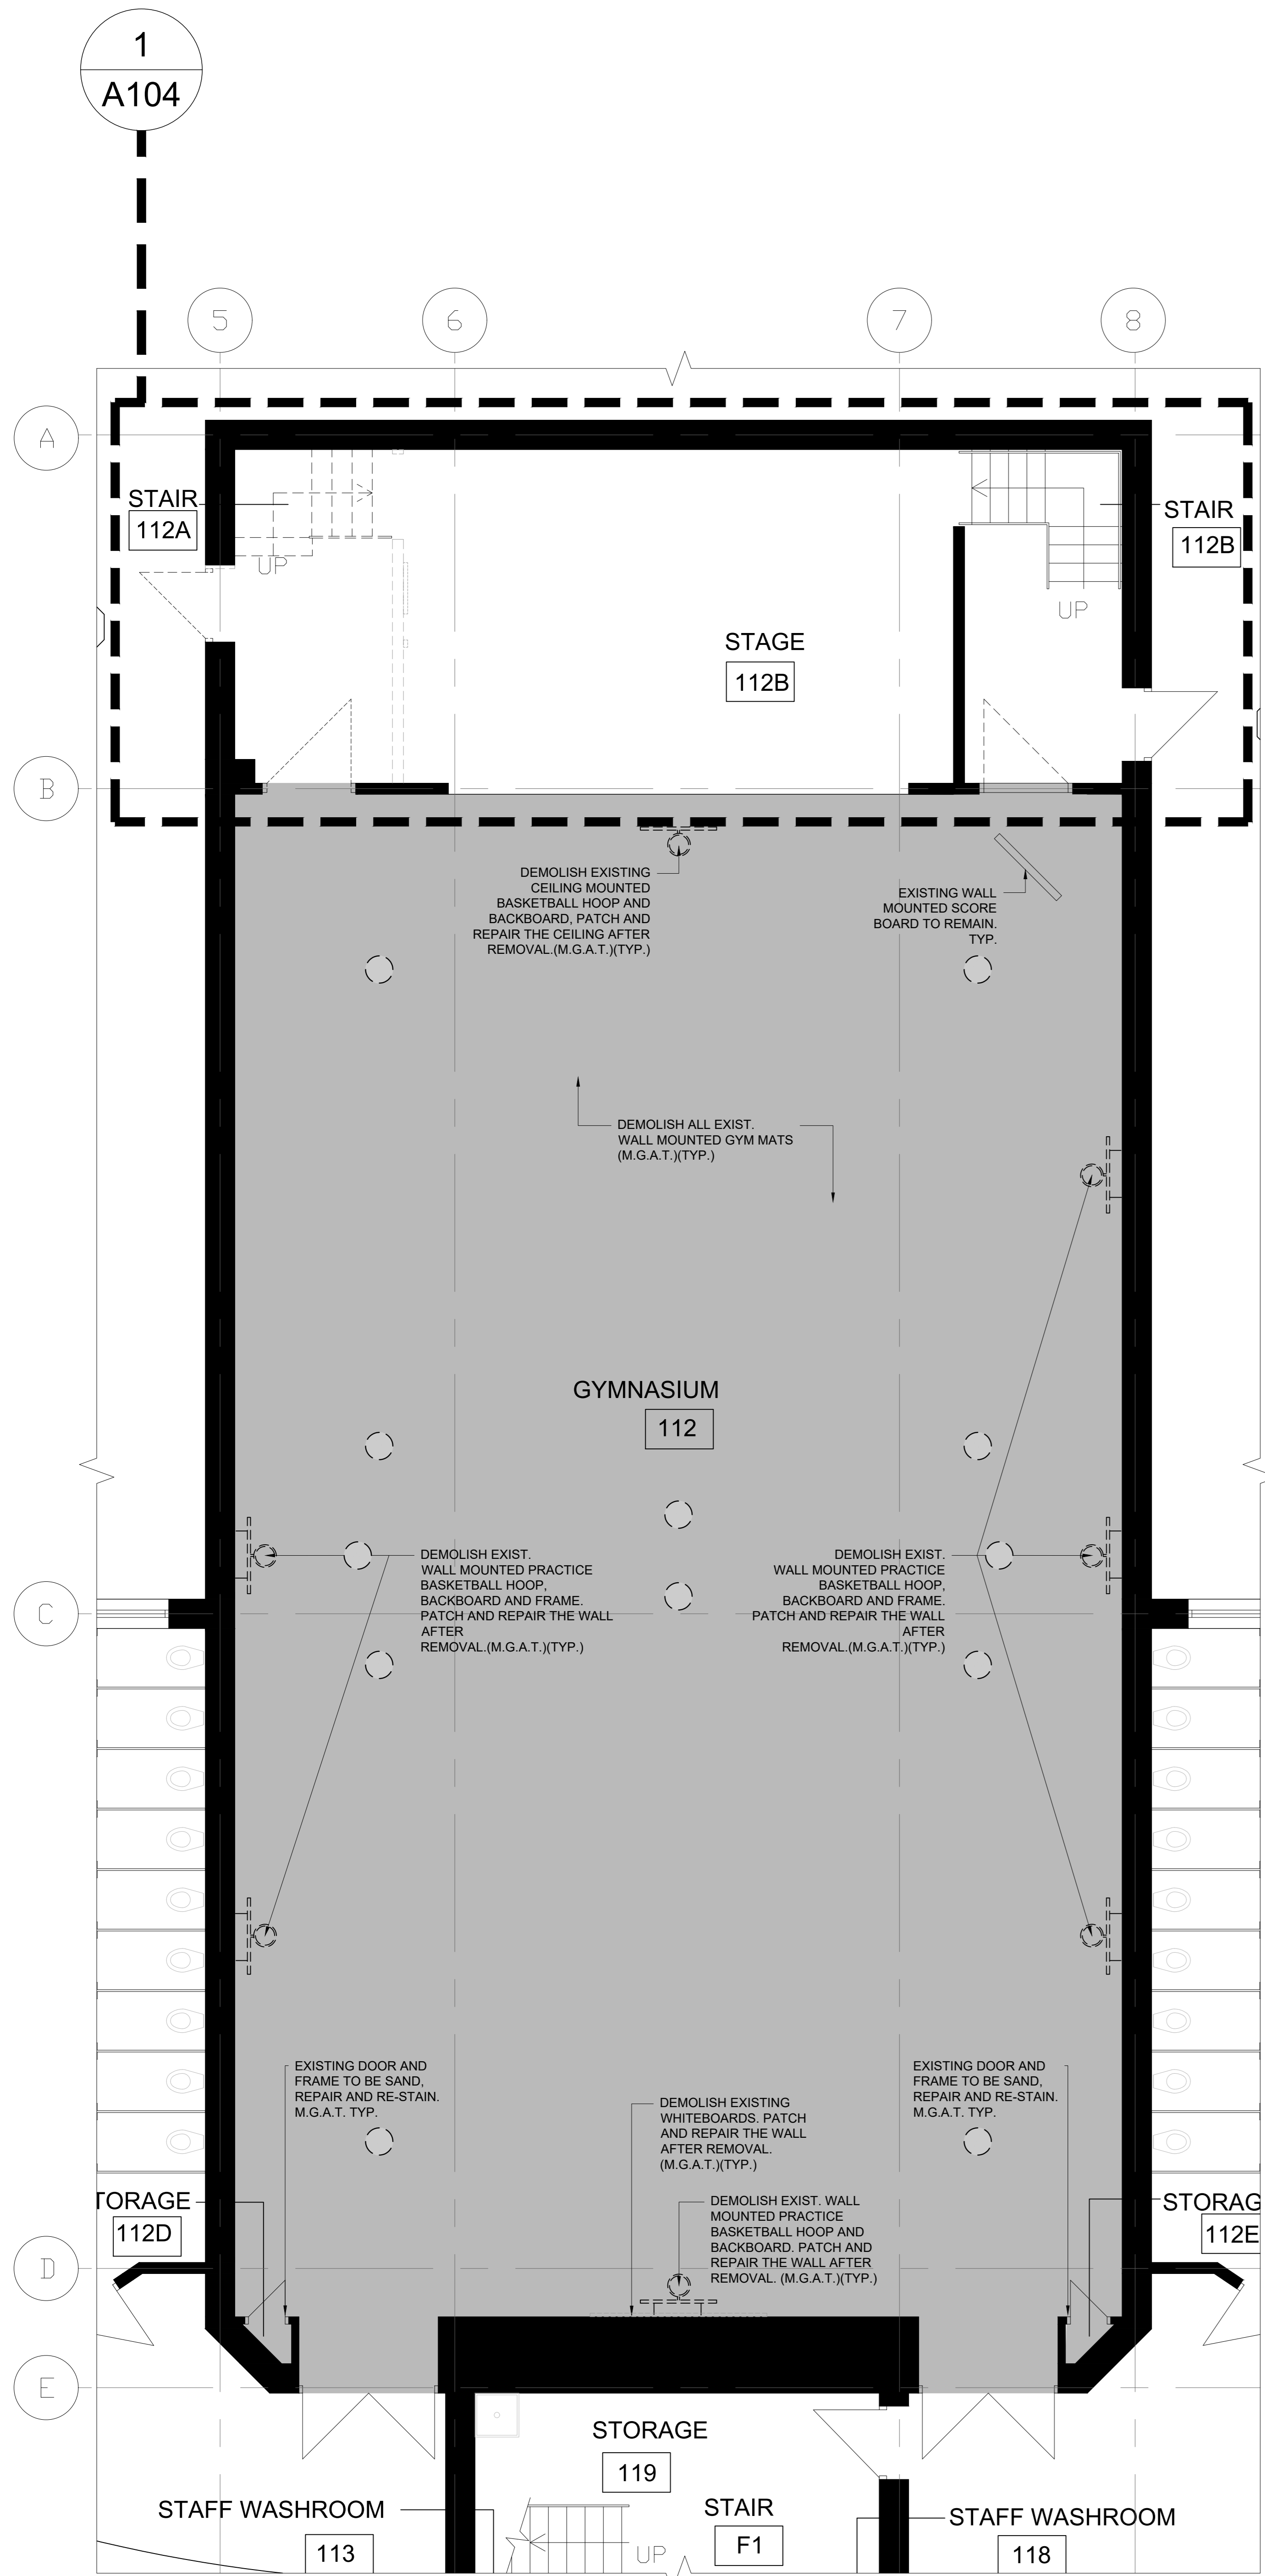 1
A104
5
6
7
8
A
STAIR
112A
UP
STAIR
112B
UP
STAGE
112B
B
DEMOLISH EXISTING
CEILING MOUNTED
BASKETBALL HOOP AND
BACKBOARD, PATCH AND
REPAIR THE CEILING AFTER
REMOVAL.(M.G.A.T.)(TYP.)
EXISTING WALL
MOUNTED SCORE
BOARD TO REMAIN.
TYP.
DEMOLISH ALL EXIST.
WALL MOUNTED GYM MATS
(M.G.A.T.)(TYP.)
GYMNASIUM
112
DEMOLISH EXIST.
WALL MOUNTED PRACTICE
BASKETBALL HOOP,
BACKBOARD AND FRAME.
PATCH AND REPAIR THE WALL
AFTER
REMOVAL.(M.G.A.T.)(TYP.)
DEMOLISH EXIST.
WALL MOUNTED PRACTICE
BASKETBALL HOOP,
BACKBOARD AND FRAME.
PATCH AND REPAIR THE WALL
AFTER
REMOVAL.(M.G.A.T.)(TYP.)
C
EXISTING DOOR AND
FRAME TO BE SAND,
REPAIR AND RE-STAIN.
M.G.A.T. TYP.
EXISTING DOOR AND
FRAME TO BE SAND,
REPAIR AND RE-STAIN.
M.G.A.T. TYP.
DEMOLISH EXISTING
WHITEBOARDS. PATCH
AND REPAIR THE WALL
AFTER REMOVAL.
(M.G.A.T.)(TYP.)
DEMOLISH EXIST. WALL
MOUNTED PRACTICE
BASKETBALL HOOP AND
BACKBOARD. PATCH AND
REPAIR THE WALL AFTER
REMOVAL. (M.G.A.T.)(TYP.)
TORAGE
112D
STORAG
112E
D
E
STORAGE
119
STAFF WASHROOM
113
STAIR
F1
UP
STAFF WASHROOM
118